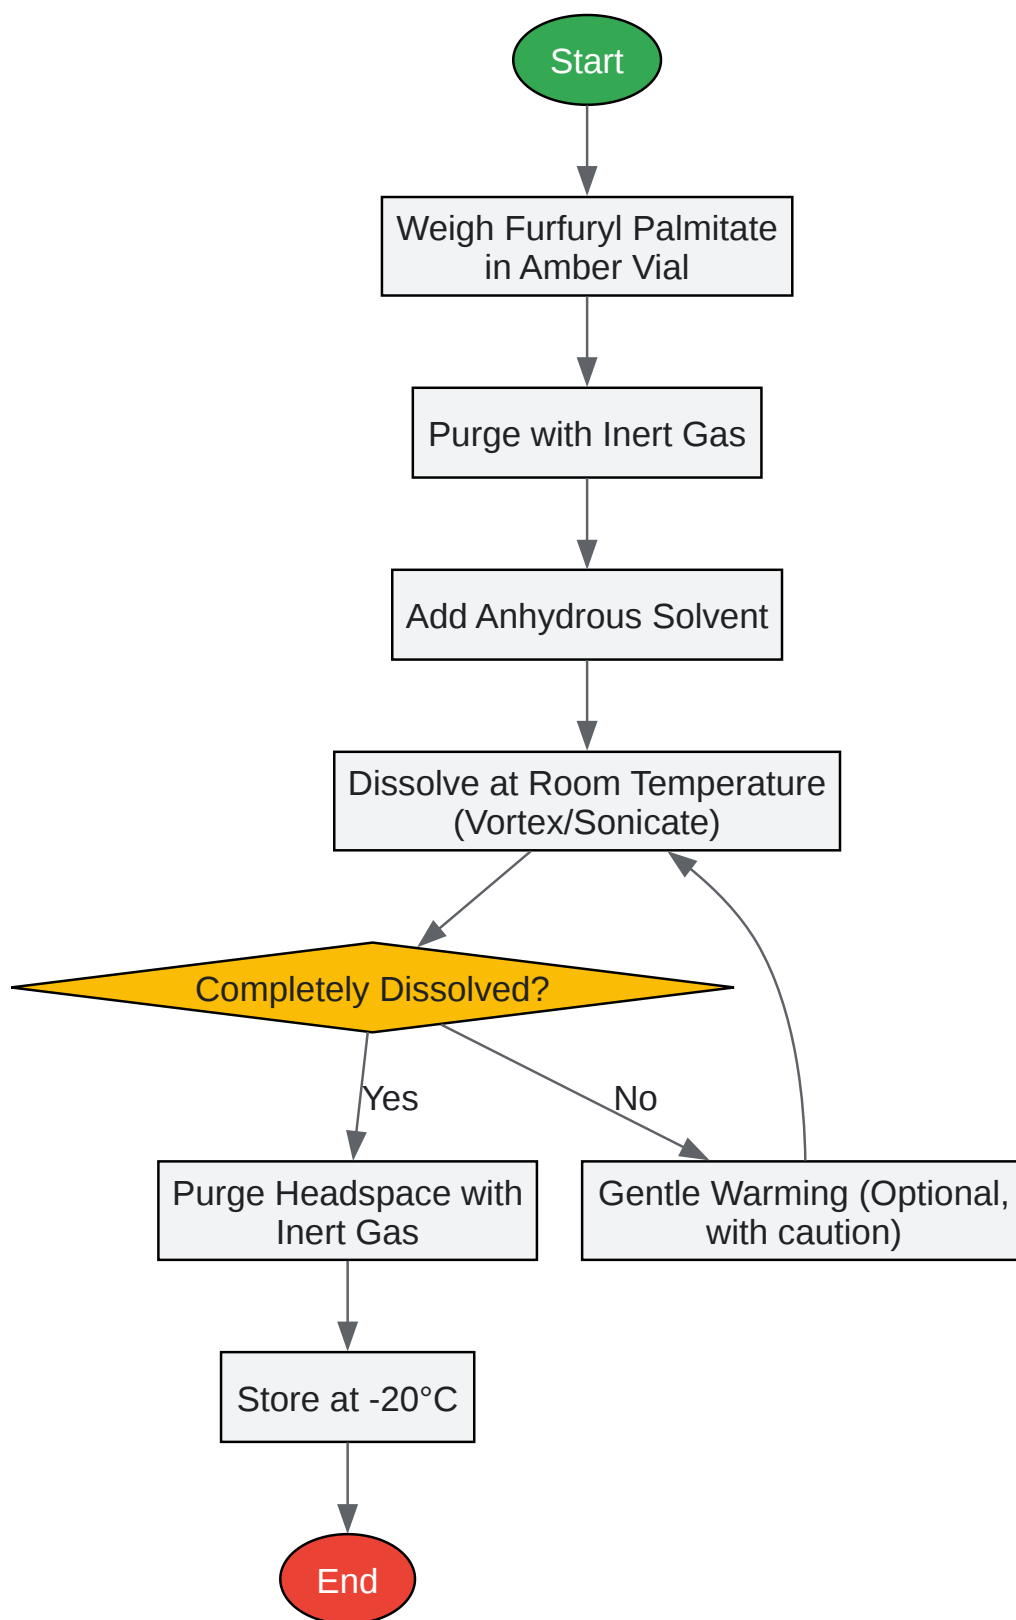 Start
Weigh Furfuryl Palmitate
in Amber Vial
Purge with Inert Gas
Add Anhydrous Solvent
Dissolve at Room Temperature
(Vortex/Sonicate)
Completely Dissolved?
Yes
No
Purge Headspace with
Inert Gas
Gentle Warming (Optional,
with caution)
Store at -20°C
End